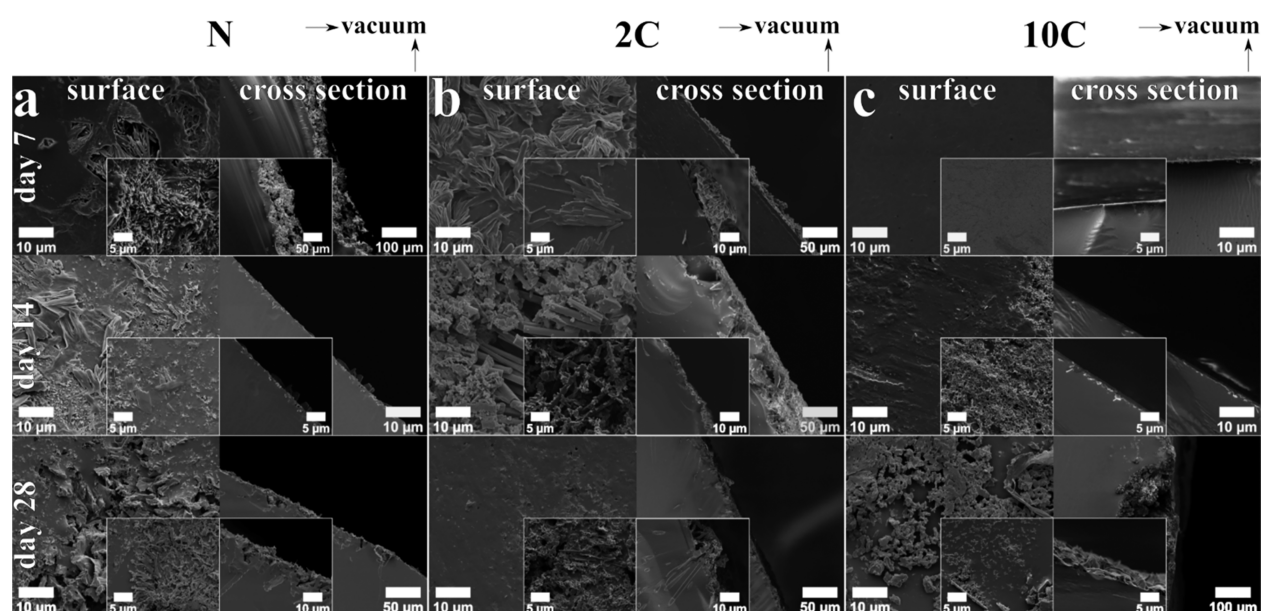 N → vacuum ↑ 2C → vacuum ↑ 10C → vacuum ↑
a surface cross section b surface cross section c surface cross section
day 7
10 µm 5 µm 50 µm 100 µm 10 µm 5 µm 10 µm 50 µm 10 µm 5 µm 5 µm 10 µm
day 14
10 µm 5 µm 5 µm 10 µm 10 µm 5 µm 10 µm 50 µm 10 µm 5 µm 5 µm 10 µm
day 28
10 µm 5 µm 10 µm 50 µm 10 µm 5 µm 10 µm 50 µm 10 µm 5 µm 5 µm 100 µm